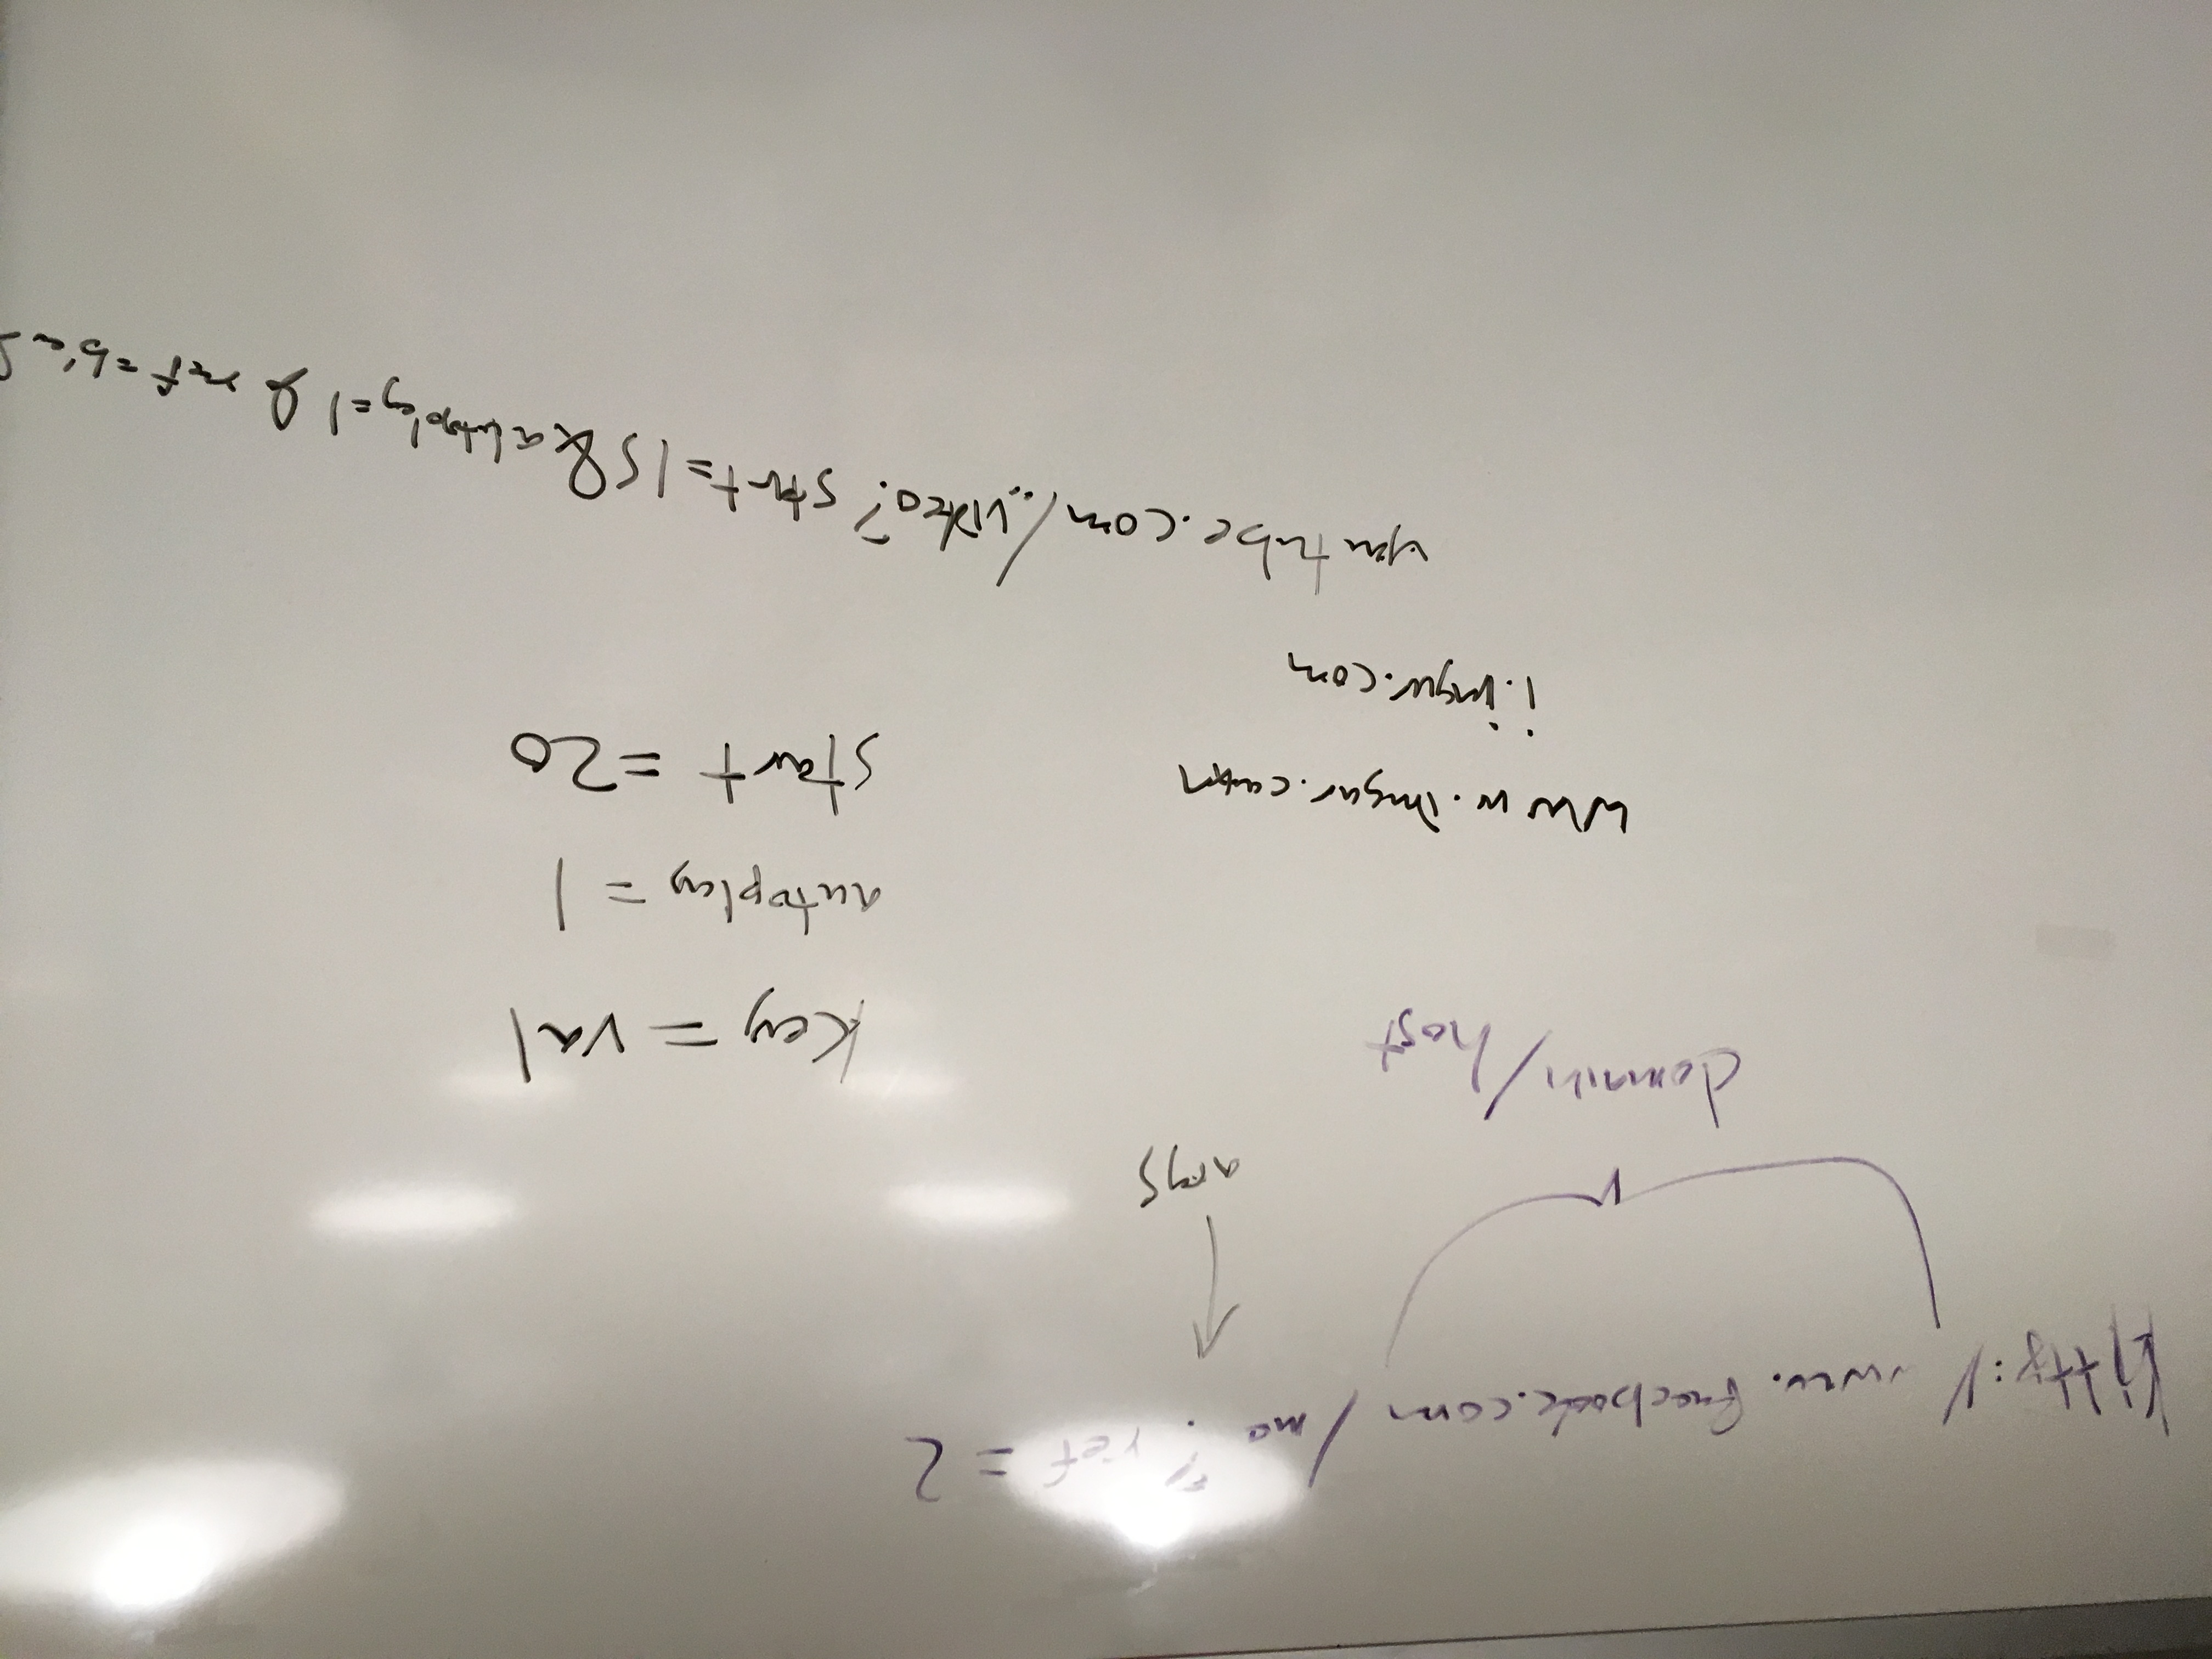 http:// www.facebook.com /me? ref = 2
args
domain/host
key = val
autoplay = 1
start = 20
www.imgur.com
i.imgur.com
youtube.com/..video? start=15&autoplay=1 & ref